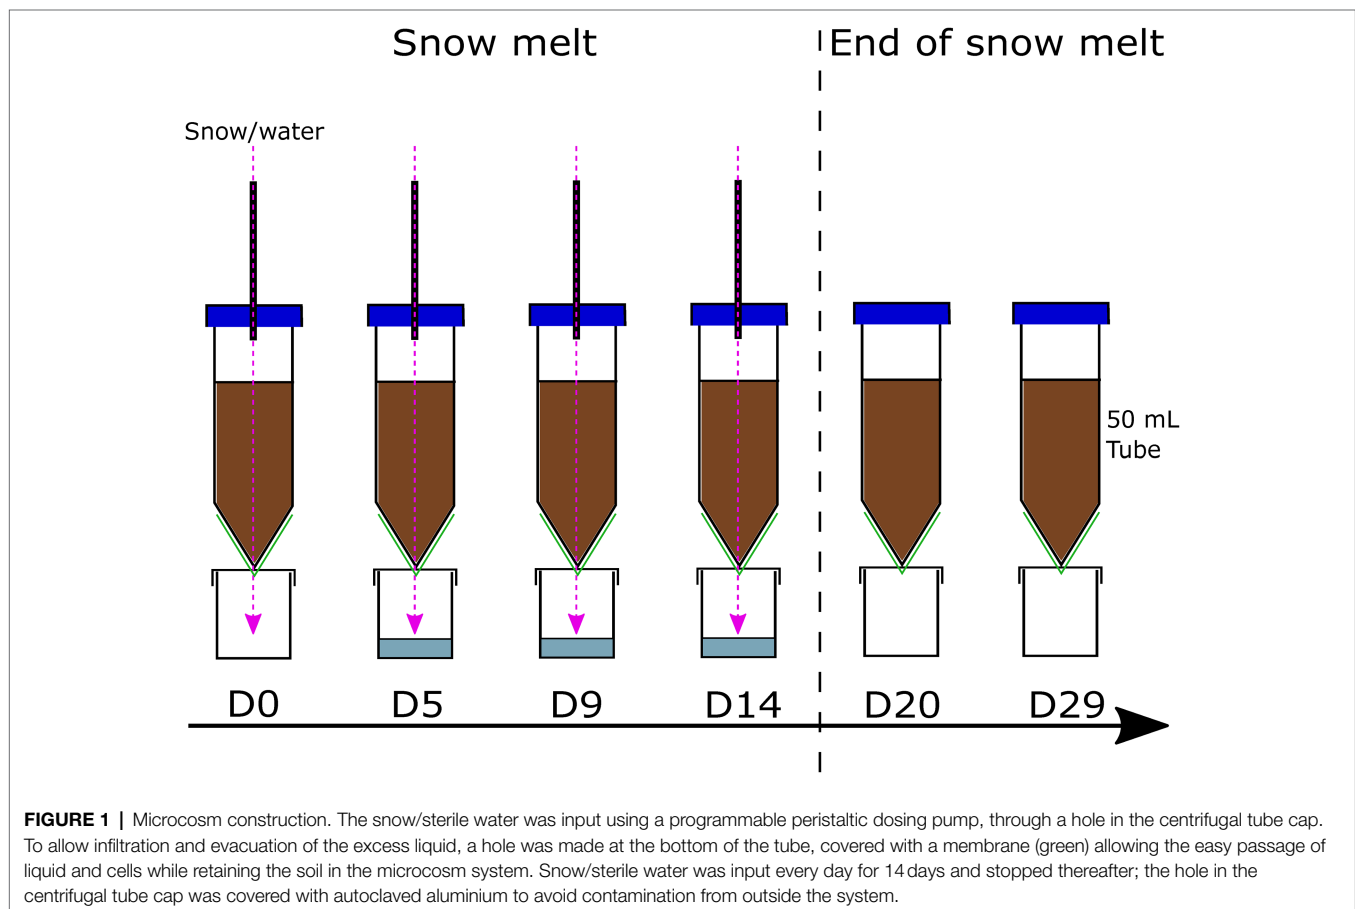 Snow melt
End of snow melt
Snow/water
50 mL
Tube
D0 D5 D9 D14 D20 D29
FIGURE 1 | Microcosm construction. The snow/sterile water was input using a programmable peristaltic dosing pump, through a hole in the centrifugal tube cap.
To allow infiltration and evacuation of the excess liquid, a hole was made at the bottom of the tube, covered with a membrane (green) allowing the easy passage of
liquid and cells while retaining the soil in the microcosm system. Snow/sterile water was input every day for 14 days and stopped thereafter; the hole in the
centrifugal tube cap was covered with autoclaved aluminium to avoid contamination from outside the system.